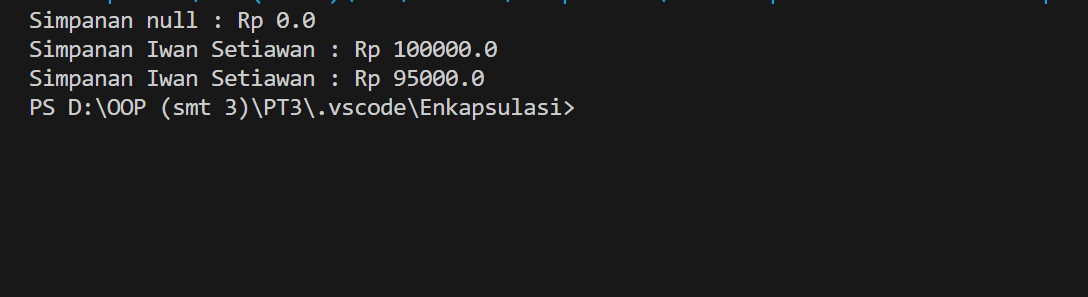 Simpanan null : Rp 0.0
Simpanan Iwan Setiawan : Rp 100000.0
Simpanan Iwan Setiawan : Rp 95000.0
PS D:\OOP (smt 3)\PT3\.vscode\Enkapsulasi>